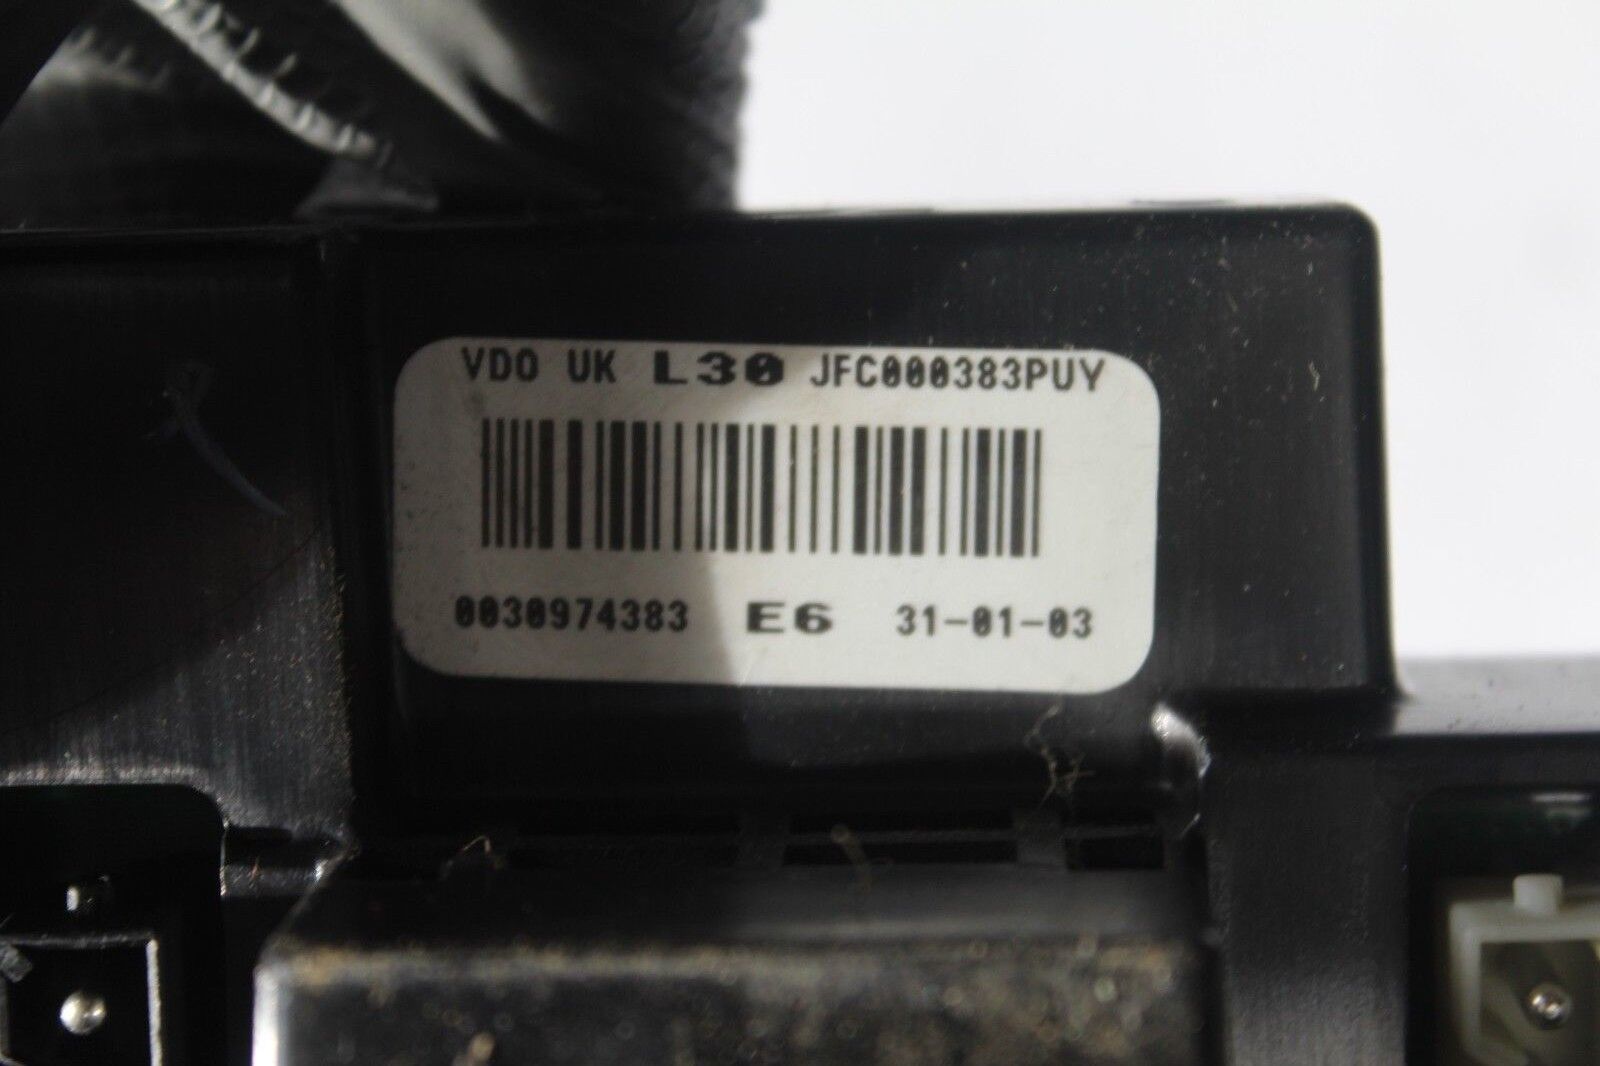 VDO UK L30 JFC000383PUY
0030974383 E6 31-01-03